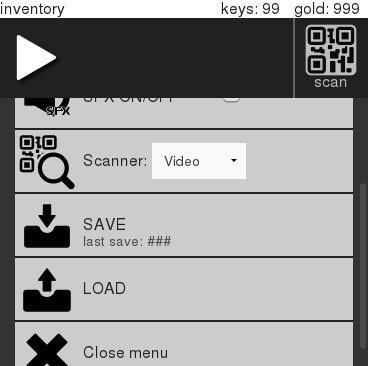 inventory keys: 99 gold: 999
scan
SFX SFX ON/OFF
Scanner: Video
SAVE
last save: ###
LOAD
Close menu